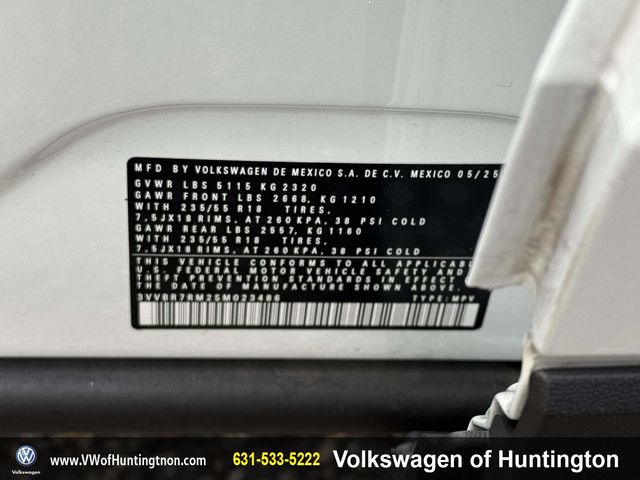 MFD BY VOLKSWAGEN DE MEXICO S.A. DE C.V. MEXICO 05/25
GVWR LBS 5115 KG 2320
GAWR FRONT LBS 2668, KG 1210
WITH 235/55 R18 TIRES,
7.5JX18 RIMS, AT 260 KPA, 38 PSI COLD
GAWR REAR LBS 2557, KG 1160
WITH 235/55 R18 TIRES,
7.5JX18 RIMS, AT 260 KPA, 38 PSI COLD
THIS VEHICLE CONFORMS TO ALL APPLICAB
U.S. FEDERAL MOTOR VEHICLE
THEFT PREVENTION STANDARDS IN EFFECT
THE DATE OF MANUFACTURE SHOWN ABOVE.
3VVBR7RM2SM023486 TYPE: MPV
Volkswagen www.VWofHuntingtnon.com 631-533-5222 Volkswagen of Huntington